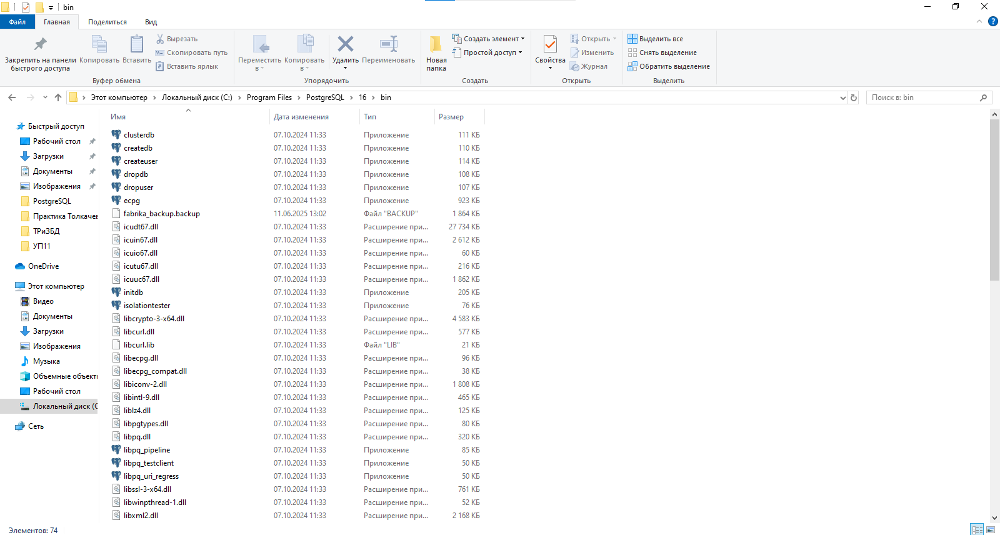 bin
Файл Главная Поделиться Вид
Закрепить на панели быстрого доступа
Копировать
Вставить
Вырезать
Скопировать путь
Вставить ярлык
Буфер обмена
Переместить в
Копировать в
Удалить
Переименовать
Упорядочить
Новая папка
Создать элемент
Простой доступ
Создать
Свойства
Открыть
Изменить
Журнал
Открыть
Выделить все
Снять выделение
Обратить выделение
Выделить
Этот компьютер Локальный диск (C:) Program Files PostgreSQL 16 bin
Поиск в: bin
Быстрый доступ
Рабочий стол
Загрузки
Документы
Изображения
PostgreSQL
Практика Толкачев
ТРиЗБД
УП11
OneDrive
Этот компьютер
Видео
Документы
Загрузки
Изображения
Музыка
Объемные объекты
Рабочий стол
Локальный диск (C
Сеть
Имя Дата изменения Тип Размер
clusterdb 07.10.2024 11:33 Приложение 111 КБ
createdb 07.10.2024 11:33 Приложение 110 КБ
createuser 07.10.2024 11:33 Приложение 114 КБ
dropdb 07.10.2024 11:33 Приложение 108 КБ
dropuser 07.10.2024 11:33 Приложение 107 КБ
ecpg 07.10.2024 11:33 Приложение 923 КБ
fabrika_backup.backup 11.06.2025 13:02 Файл "BACKUP" 1 864 КБ
icudt67.dll 07.10.2024 11:33 Расширение при... 27 734 КБ
icuin67.dll 07.10.2024 11:33 Расширение при... 2 612 КБ
icuio67.dll 07.10.2024 11:33 Расширение при... 60 КБ
icutu67.dll 07.10.2024 11:33 Расширение при... 216 КБ
icuuc67.dll 07.10.2024 11:33 Расширение при... 1 862 КБ
initdb 07.10.2024 11:33 Приложение 205 КБ
isolationtester 07.10.2024 11:33 Приложение 76 КБ
libcrypto-3-x64.dll 07.10.2024 11:33 Расширение при... 4 583 КБ
libcurl.dll 07.10.2024 11:33 Расширение при... 577 КБ
libcurl.lib 07.10.2024 11:33 Файл "LIB" 21 КБ
libecpg.dll 07.10.2024 11:33 Расширение при... 96 КБ
libecpg_compat.dll 07.10.2024 11:33 Расширение при... 38 КБ
libiconv-2.dll 07.10.2024 11:33 Расширение при... 1 808 КБ
libintl-9.dll 07.10.2024 11:33 Расширение при... 465 КБ
liblz4.dll 07.10.2024 11:33 Расширение при... 125 КБ
libpgtypes.dll 07.10.2024 11:33 Расширение при... 80 КБ
libpq.dll 07.10.2024 11:33 Расширение при... 320 КБ
libpq_pipeline 07.10.2024 11:33 Приложение 85 КБ
libpq_testclient 07.10.2024 11:33 Приложение 50 КБ
libpq_uri_regress 07.10.2024 11:33 Приложение 50 КБ
libssl-3-x64.dll 07.10.2024 11:33 Расширение при... 761 КБ
libwinpthread-1.dll 07.10.2024 11:33 Расширение при... 52 КБ
libxml2.dll 07.10.2024 11:33 Расширение при... 2 168 КБ
Элементов: 74